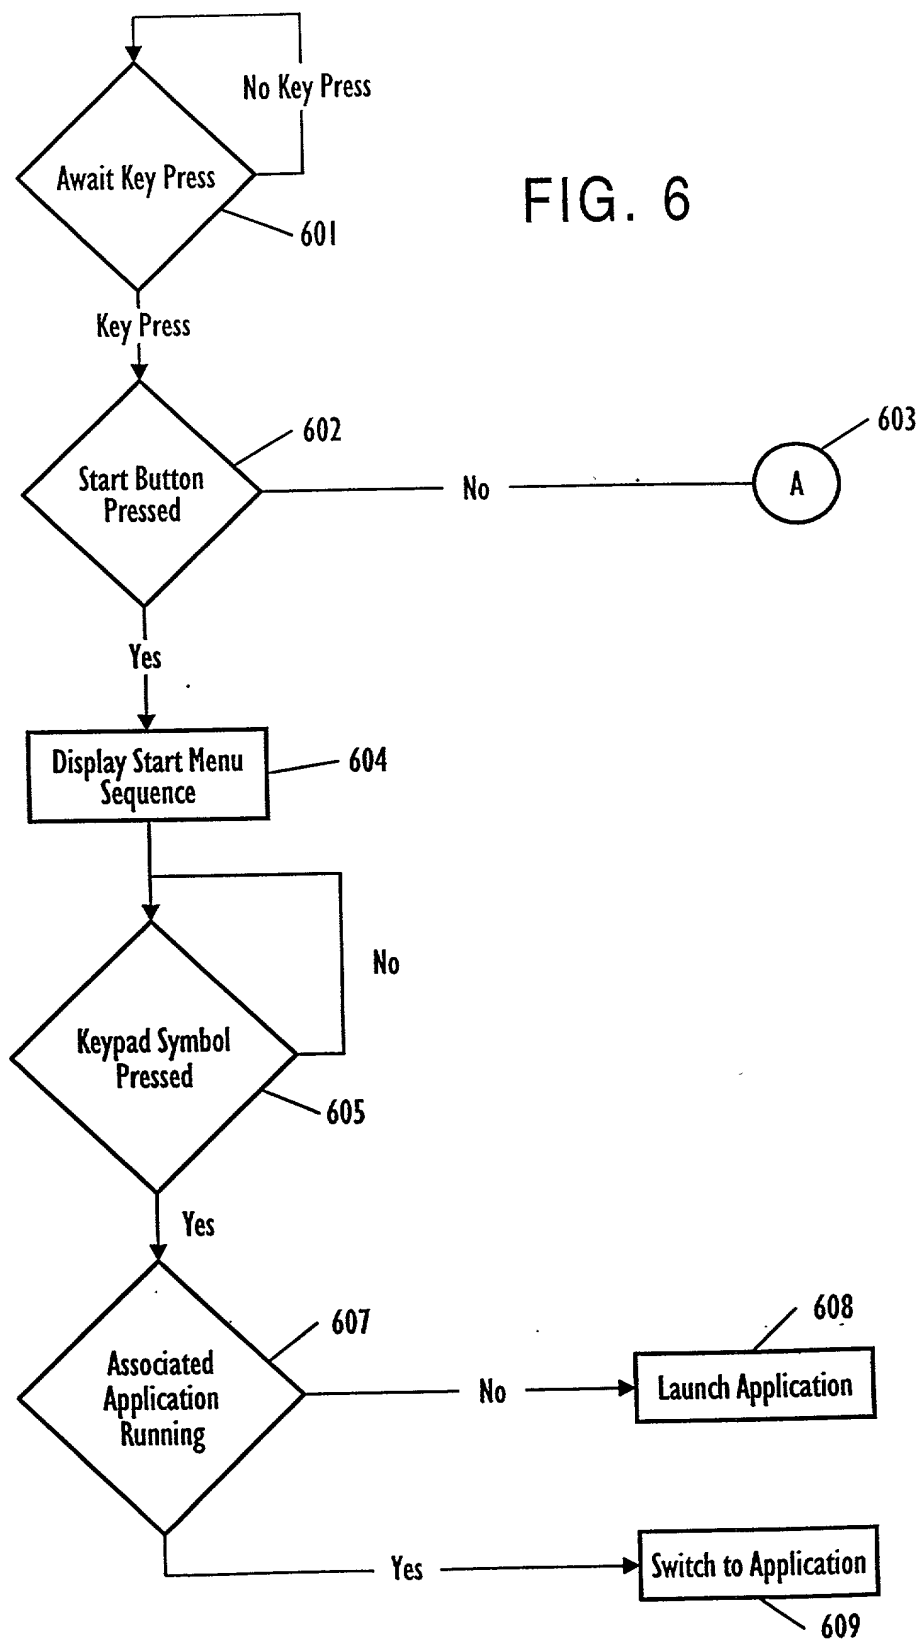 No Key Press
Await Key Press
601
FIG. 6
Key Press
602
603
Start Button
Pressed
No
A
Yes
Display Start Menu
Sequence
604
No
Keypad Symbol
Pressed
605
Yes
607
608
Associated
Application
Running
No
Launch Application
Yes
Switch to Application
609